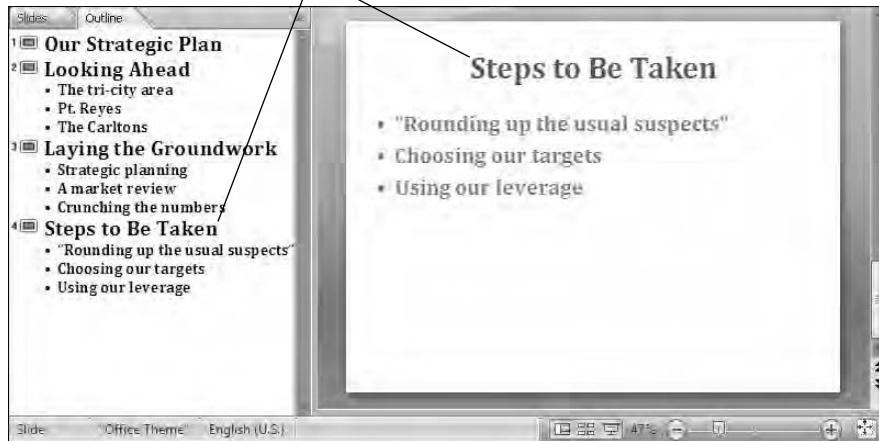 Slides Outline
1 Our Strategic Plan
2 Looking Ahead
• The tri-city area
• Pt. Reyes
• The Carltons
3 Laying the Groundwork
• Strategic planning
• A market review
• Crunching the numbers
4 Steps to Be Taken
• "Rounding up the usual suspects"
• Choosing our targets
• Using our leverage
Steps to Be Taken
• "Rounding up the usual suspects"
• Choosing our targets
• Using our leverage
Slide "Office Theme" English (U.S.) 47%